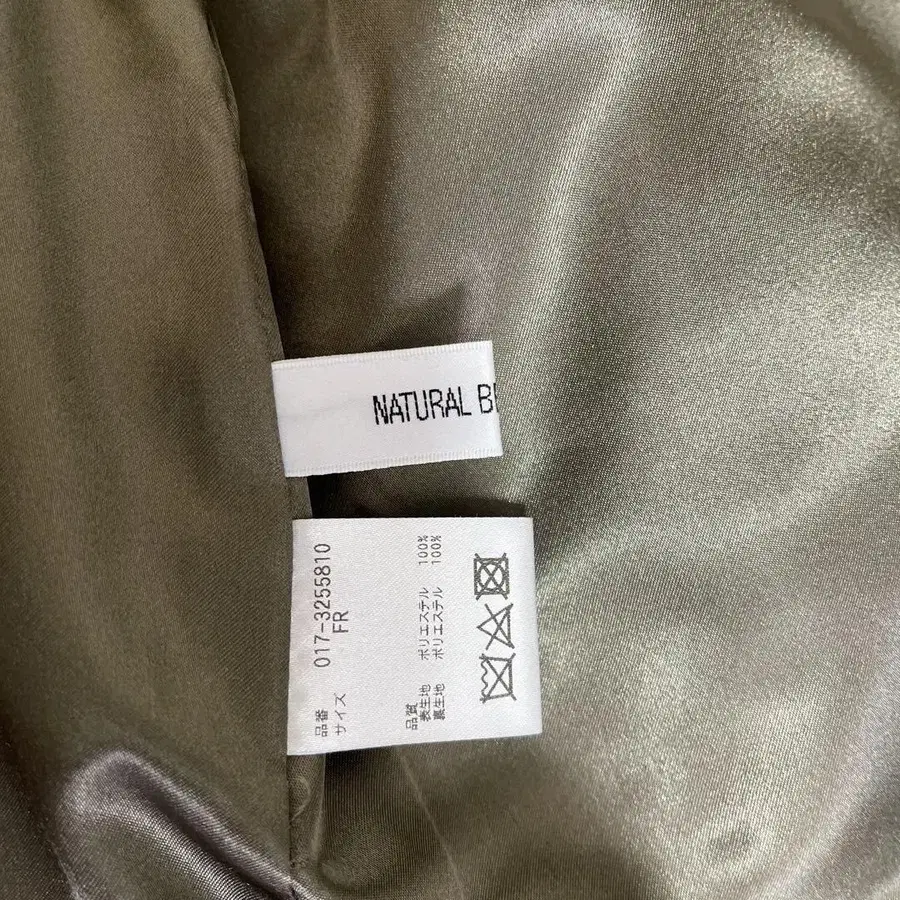 NATURAL B
品番 017-3255810
サイズ FR
品質
表生地 ポリエステル 100%
裏生地 ポリエステル 100%